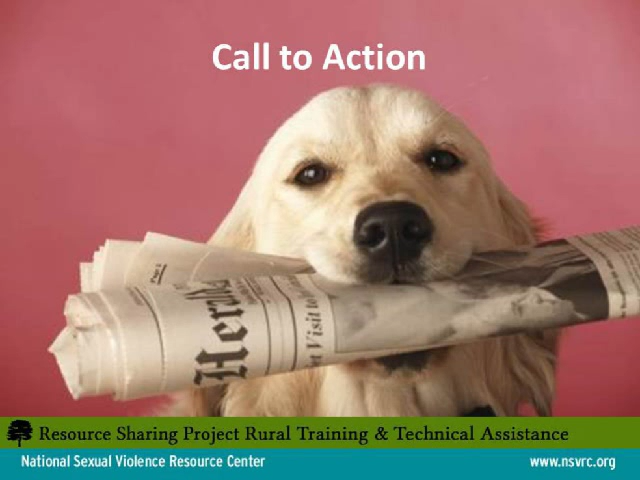 Call to Action
Herald
Visit to
Resource Sharing Project Rural Training & Technical Assistance
National Sexual Violence Resource Center
www.nsvrc.org